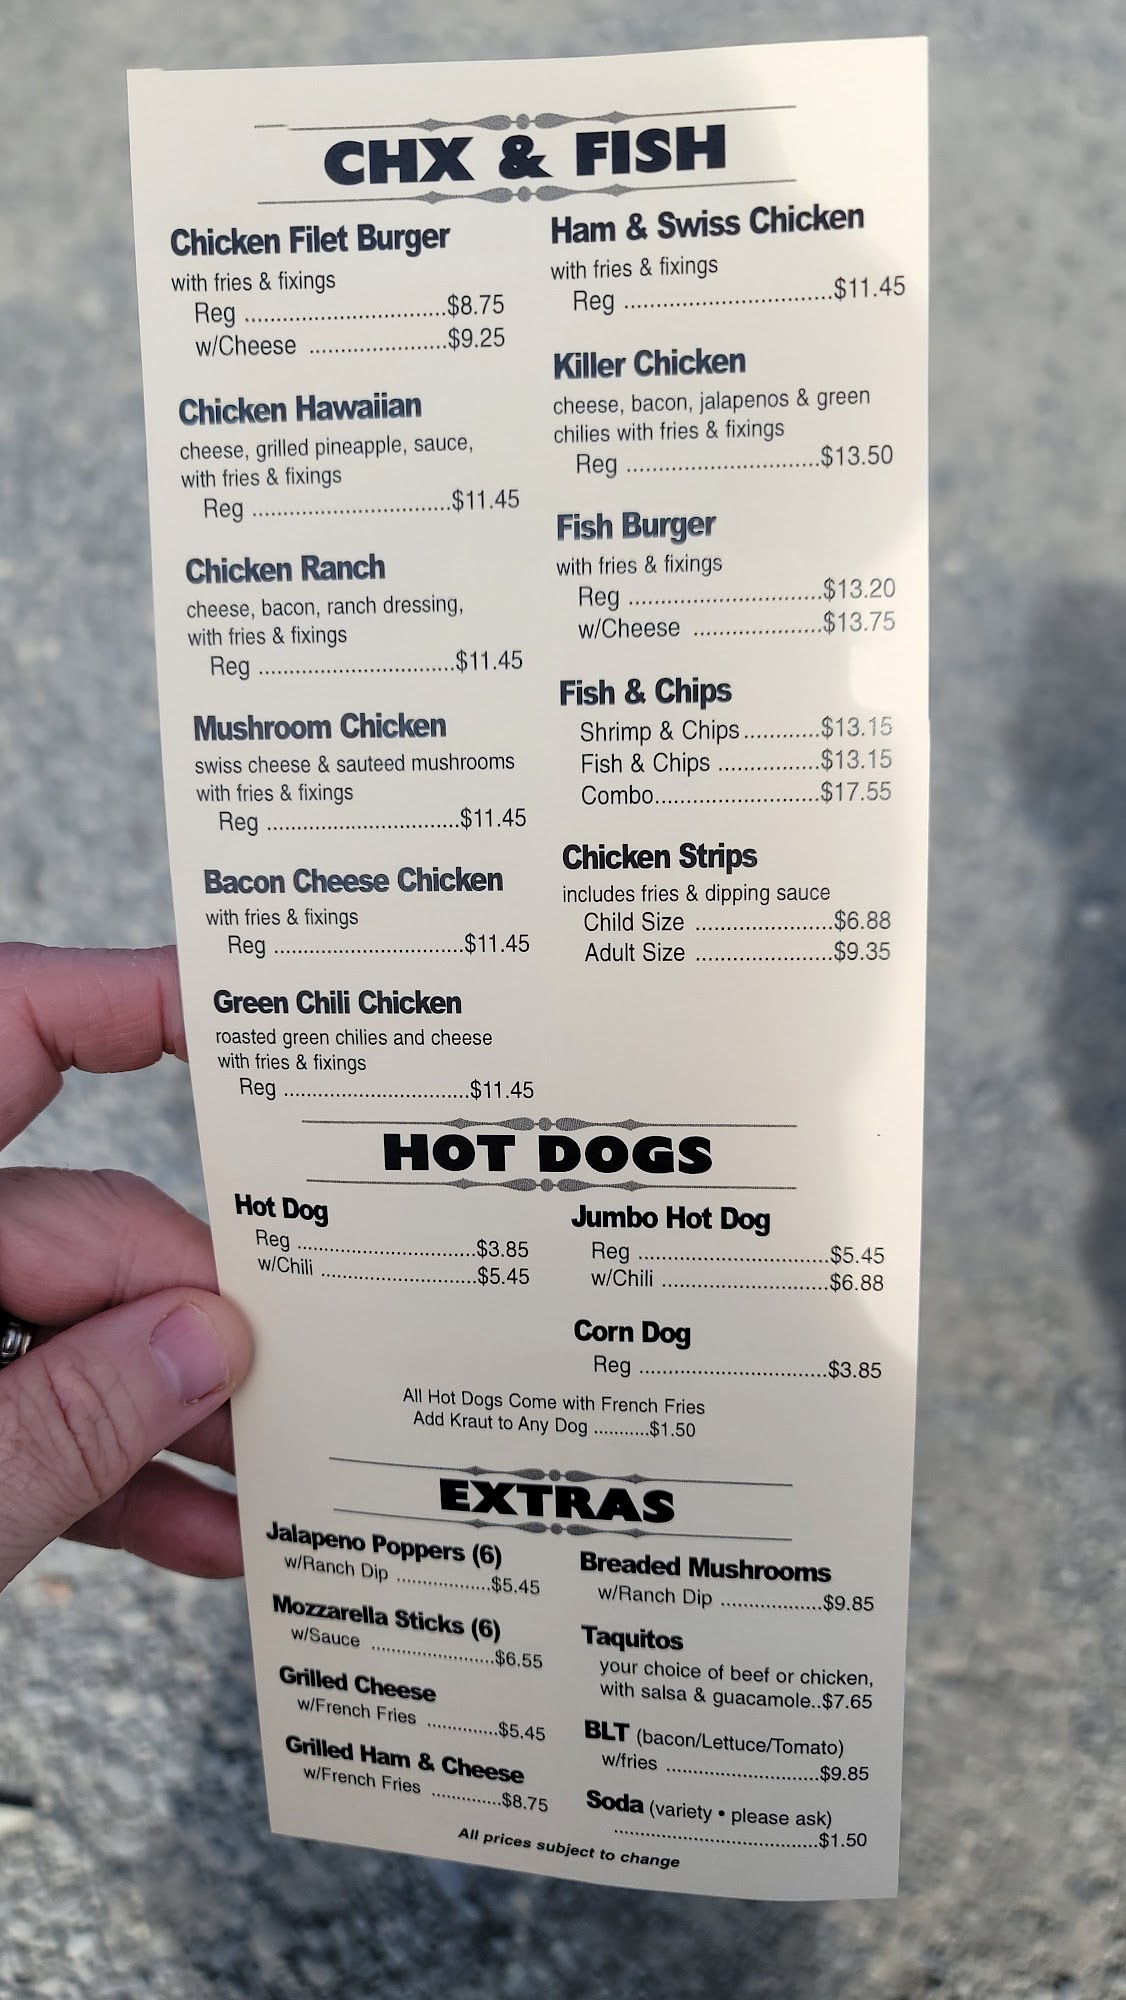 CHX & FISH
Chicken Filet Burger
with fries & fixings
Reg ................................$8.75
w/Cheese ......................$9.25
Chicken Hawaiian
cheese, grilled pineapple, sauce,
with fries & fixings
Reg ................................$11.45
Chicken Ranch
cheese, bacon, ranch dressing,
with fries & fixings
Reg ................................$11.45
Mushroom Chicken
swiss cheese & sauteed mushrooms
with fries & fixings
Reg ................................$11.45
Bacon Cheese Chicken
with fries & fixings
Reg ................................$11.45
Green Chili Chicken
roasted green chilies and cheese
with fries & fixings
Reg ................................$11.45
Ham & Swiss Chicken
with fries & fixings
Reg ................................$11.45
Killer Chicken
cheese, bacon, jalapenos & green
chilies with fries & fixings
Reg ................................$13.50
Fish Burger
with fries & fixings
Reg ................................$13.20
w/Cheese ......................$13.75
Fish & Chips
Shrimp & Chips.............$13.15
Fish & Chips .................$13.15
Combo............................$17.55
Chicken Strips
includes fries & dipping sauce
Child Size ........................$6.88
Adult Size ........................$9.35
HOT DOGS
Hot Dog
Reg ................................$3.85
w/Chili ...........................$5.45
Jumbo Hot Dog
Reg ................................$5.45
w/Chili ............................$6.88
Corn Dog
Reg ................................$3.85
All Hot Dogs Come with French Fries
Add Kraut to Any Dog ...........$1.50
EXTRAS
Jalapeno Poppers (6)
w/Ranch Dip .................$5.45
Mozzarella Sticks (6)
w/Sauce ......................$6.55
Grilled Cheese
w/French Fries .............$5.45
Grilled Ham & Cheese
w/French Fries .............$8.75
Breaded Mushrooms
w/Ranch Dip ..................$9.85
Taquitos
your choice of beef or chicken,
with salsa & guacamole..$7.65
BLT (bacon/Lettuce/Tomato)
w/fries ...........................$9.85
Soda (variety • please ask)
....................................$1.50
All prices subject to change